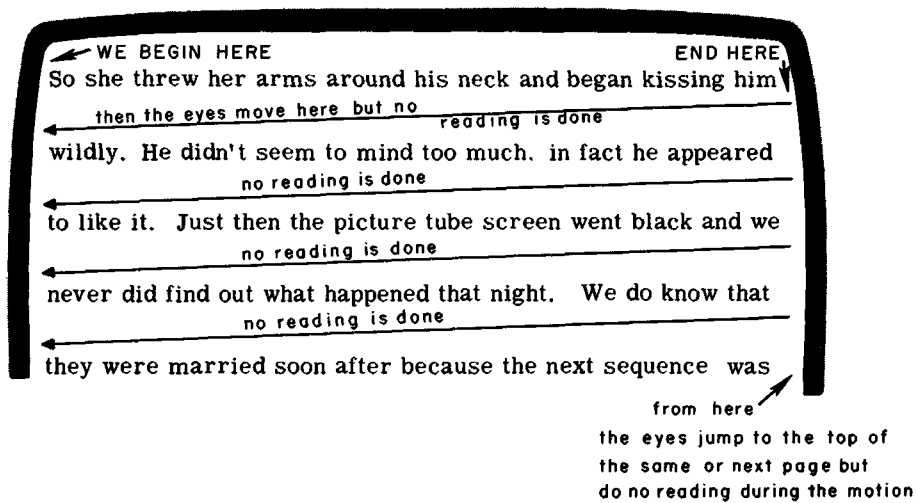 WE BEGIN HERE END HERE
So she threw her arms around his neck and began kissing him
then the eyes move here but no reading is done
wildly. He didn't seem to mind too much. in fact he appeared
no reading is done
to like it. Just then the picture tube screen went black and we
no reading is done
never did find out what happened that night. We do know that
no reading is done
they were married soon after because the next sequence was
from here
the eyes jump to the top of
the same or next page but
do no reading during the motion